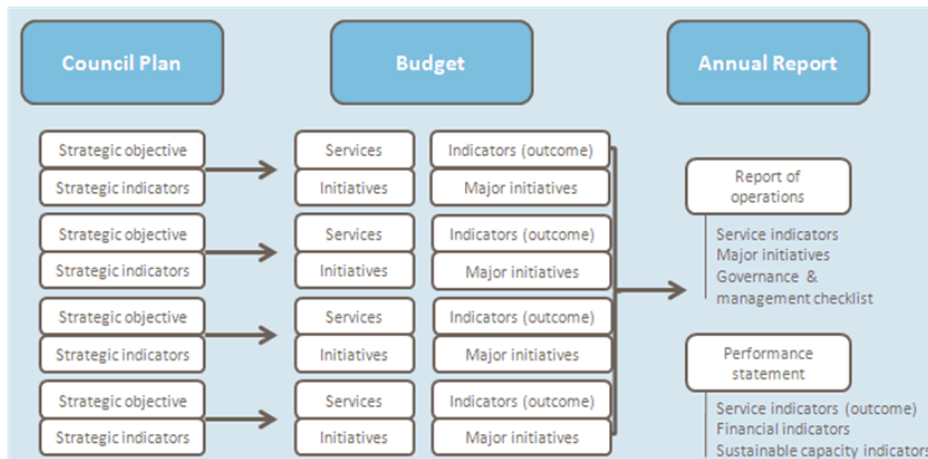 Council Plan
Budget
Annual Report
Strategic objective
Strategic indicators
Services
Initiatives
Indicators (outcome)
Major initiatives
Strategic objective
Strategic indicators
Services
Initiatives
Indicators (outcome)
Major initiatives
Strategic objective
Strategic indicators
Services
Initiatives
Indicators (outcome)
Major initiatives
Strategic objective
Strategic indicators
Services
Initiatives
Indicators (outcome)
Major initiatives
Report of
operations
Service indicators
Major initiatives
Governance &
management checklist
Performance
statement
Service indicators (outcome)
Financial indicators
Sustainable capacity indicators